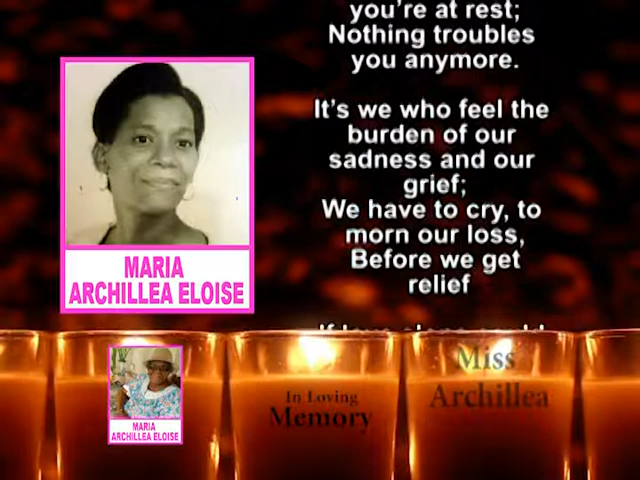 you're at rest;
Nothing troubles
you anymore.
It's we who feel the
burden of our
sadness and our
grief;
We have to cry, to
morn our loss,
Before we get
relief
MARIA
ARCHILLEA ELOISE
MARIA
ARCHILLEA ELOISE
In Loving
Memory
Miss
Archillea